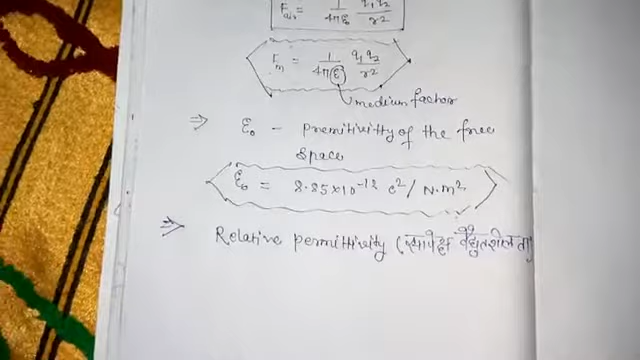 F_air = 1/4πε₀ q₁q₂/r²
F_m = 1/4πε q₁q₂/r²
medium factor
⇒ ε₀ - premitivitty of the free
space
ε₀ = 8.85×10⁻¹² c²/N.m²
⇒ Relative permittivity (सापेक्ष वैद्युतशीलता)